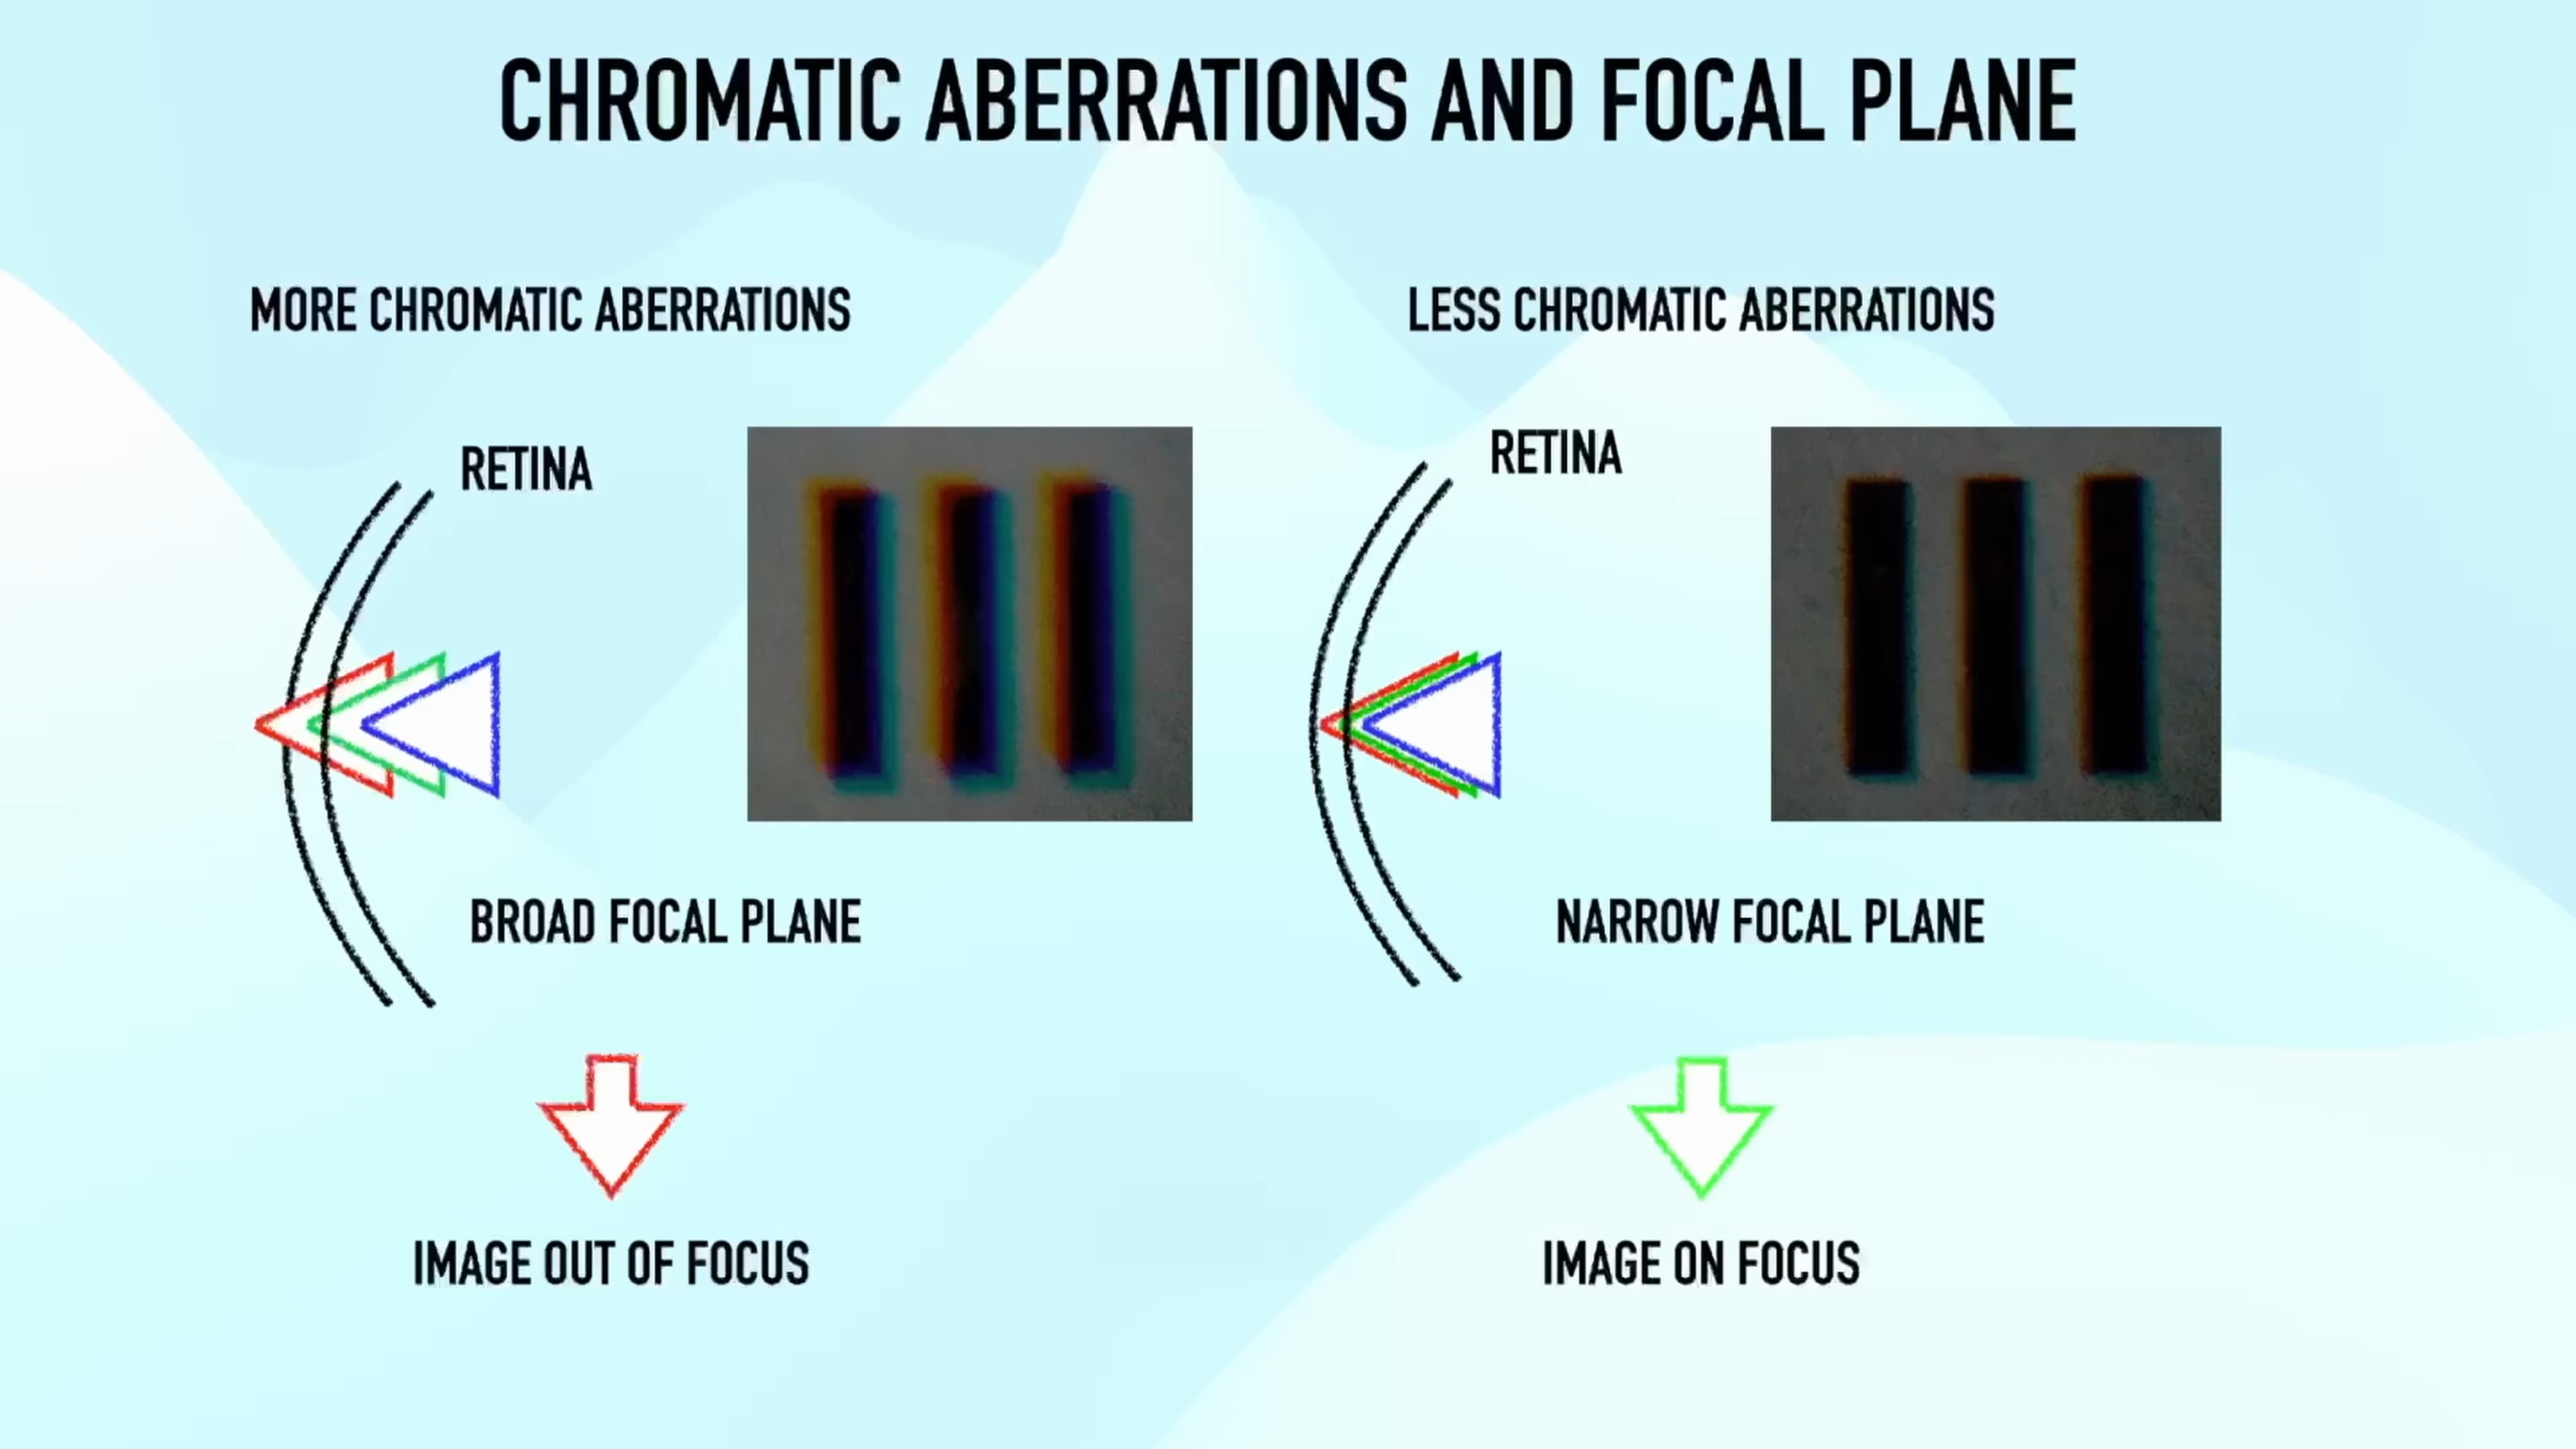 CHROMATIC ABERRATIONS AND FOCAL PLANE
MORE CHROMATIC ABERRATIONS
RETINA
BROAD FOCAL PLANE
IMAGE OUT OF FOCUS
LESS CHROMATIC ABERRATIONS
RETINA
NARROW FOCAL PLANE
IMAGE ON FOCUS